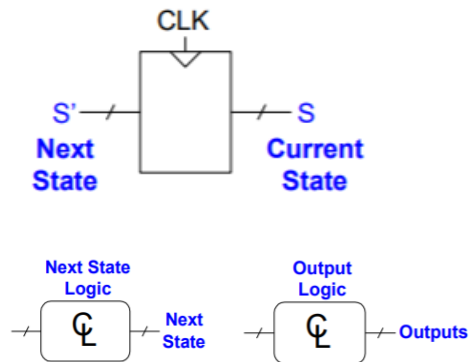 CLK
S' S
Next Current
State State
Next State Output
Logic Logic
CL Next CL Outputs
State